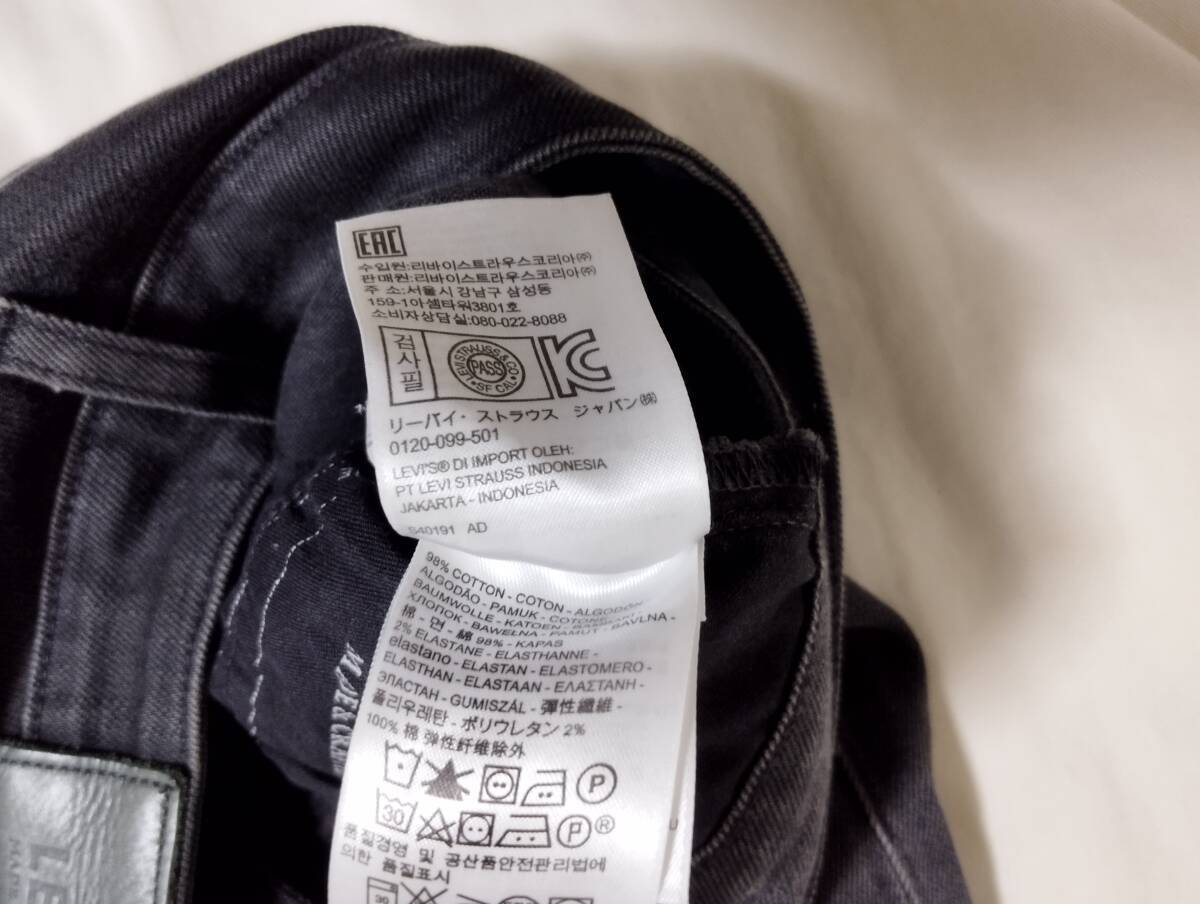 EAC
수입원:리바이스트라우스코리아㈜
판매원:리바이스트라우스코리아㈜
주 소:서울시 강남구 삼성동
159-1아셈타워3801호
소비자상담실:080-022-8088
검사필
LEVI STRAUSS & CO
PASS
SF CAL
KC
リーバイ・ストラウス ジャパン㈱
0120-099-501
LEVI'S® DI IMPORT OLEH:
PT LEVI STRAUSS INDONESIA
JAKARTA - INDONESIA
S40191 AD
98% COTTON - COTON - ALGODÓN
ALGODÃO - PAMUK - COTONE -
BAUMWOLLE - KATOEN -
ХЛОПОК - BAWEŁNA - PAMUT - BAVLNA -
棉 - 면 - 綿 98% - KAPAS
2% ELASTANE - ELASTHANNE -
elastano - ELASTAN - ELASTOMERO -
ELASTHAN - ELASTAAN - ΕΛΑΣΤΑΝΗ -
ЭЛАСТАН - GUMISZÁL - 彈性纖維 -
폴리우레탄 - ポリウレタン 2%
100% 棉 弹性纤维除外
P
30
P ®
품질경영 및 공산품안전관리법에
의한 품질표시
30
LE